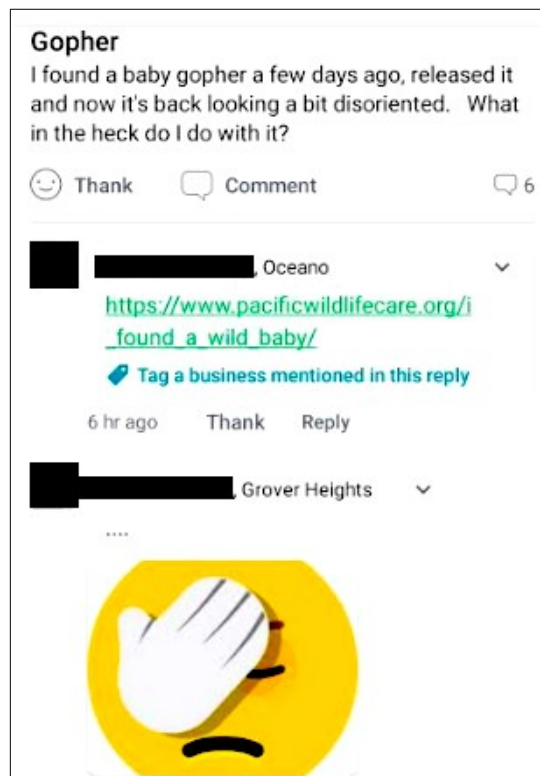 Gopher
I found a baby gopher a few days ago, released it
and now it's back looking a bit disoriented. What
in the heck do I do with it?
Thank Comment 6
, Oceano
https://www.pacificwildlifecare.org/i
_found_a_wild_baby/
Tag a business mentioned in this reply
6 hr ago Thank Reply
, Grover Heights
....